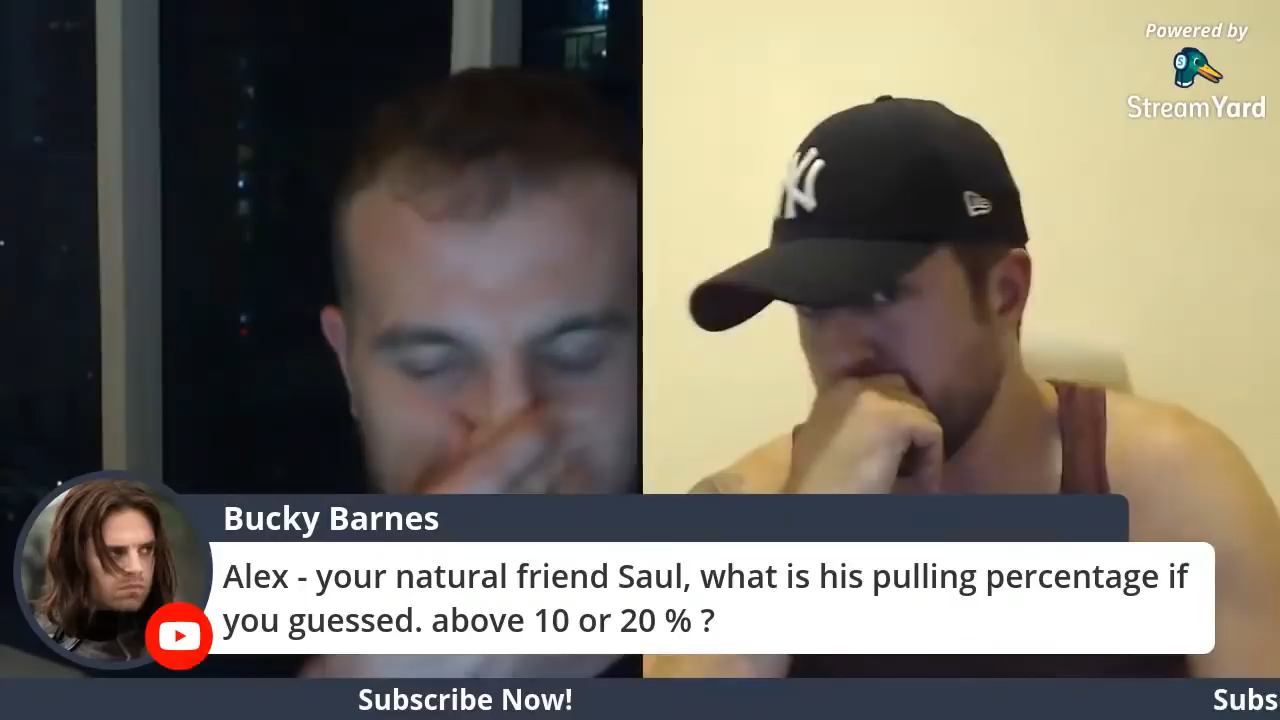 Powered by
StreamYard
NY
Bucky Barnes
Alex - your natural friend Saul, what is his pulling percentage if
you guessed. above 10 or 20 % ?
Subscribe Now!
Subs